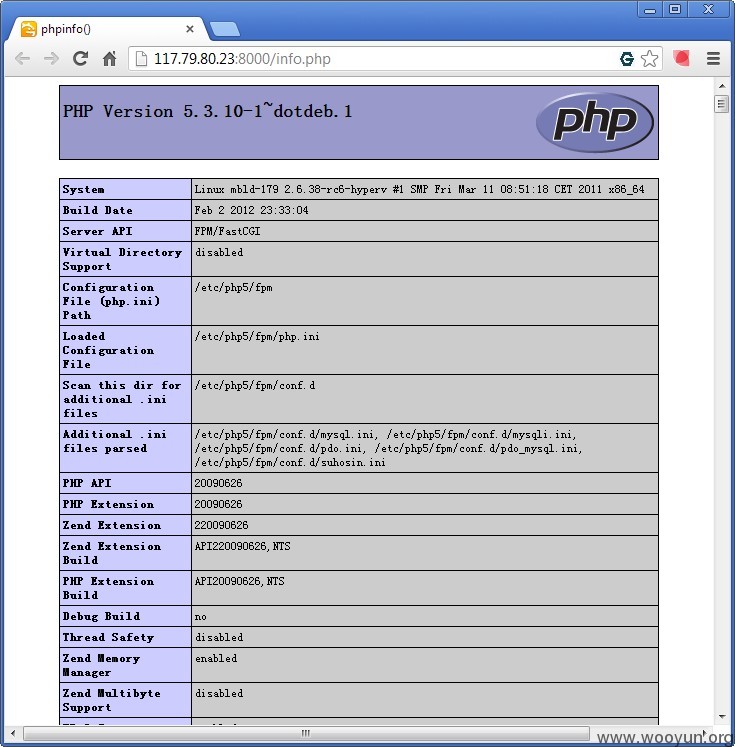 phpinfo()
117.79.80.23:8000/info.php
PHP Version 5.3.10-1~dotdeb.1
php
System Linux mbld-179 2.6.38-rc6-hyperv #1 SMP Fri Mar 11 08:51:18 CET 2011 x86_64
Build Date Feb 2 2012 23:33:04
Server API FPM/FastCGI
Virtual Directory disabled
Support
Configuration /etc/php5/fpm
File (php.ini)
Path
Loaded /etc/php5/fpm/php.ini
Configuration
File
Scan this dir for /etc/php5/fpm/conf.d
additional .ini
files
Additional .ini /etc/php5/fpm/conf.d/mysql.ini, /etc/php5/fpm/conf.d/mysqli.ini,
files parsed /etc/php5/fpm/conf.d/pdo.ini, /etc/php5/fpm/conf.d/pdo_mysql.ini,
/etc/php5/fpm/conf.d/suhosin.ini
PHP API 20090626
PHP Extension 20090626
Zend Extension 220090626
Zend Extension API220090626,NTS
Build
PHP Extension API20090626,NTS
Build
Debug Build no
Thread Safety disabled
Zend Memory enabled
Manager
Zend Multibyte disabled
Support
www.wooyun.org